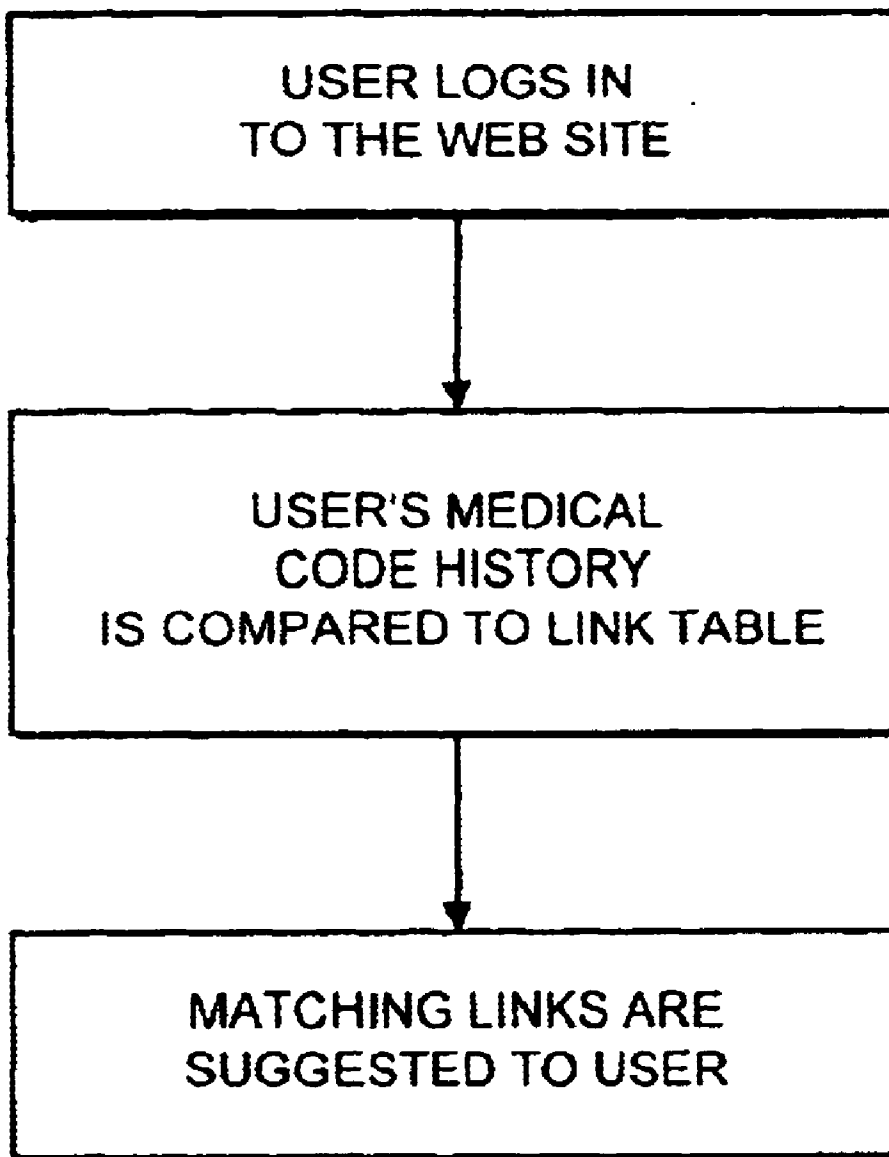 USER LOGS IN
TO THE WEB SITE
USER'S MEDICAL
CODE HISTORY
IS COMPARED TO LINK TABLE
MATCHING LINKS ARE
SUGGESTED TO USER